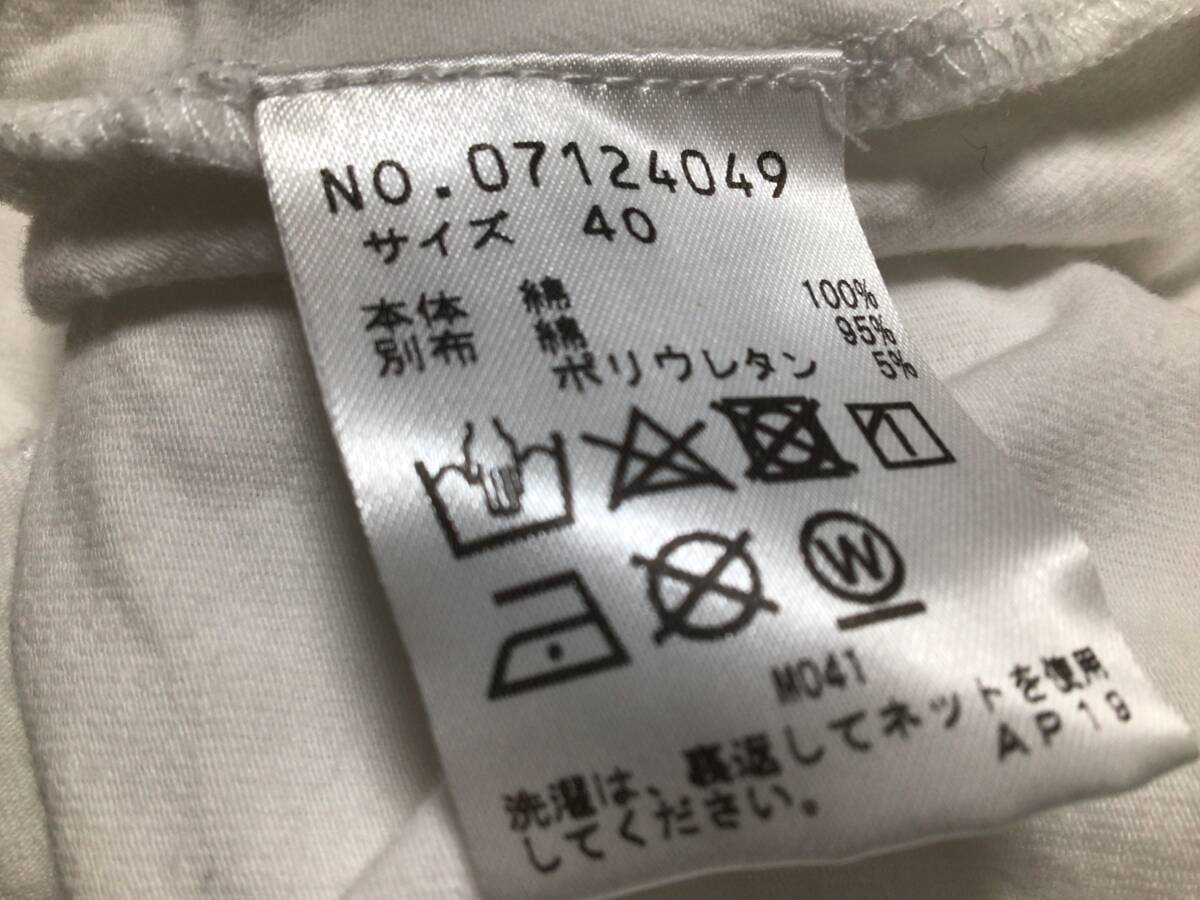 NO.07124049
サイズ 40
本体 綿 100%
別布 綿 95%
ポリウレタン 5%
W
M041
洗濯は、裏返してネットを使用
してください。
AP19